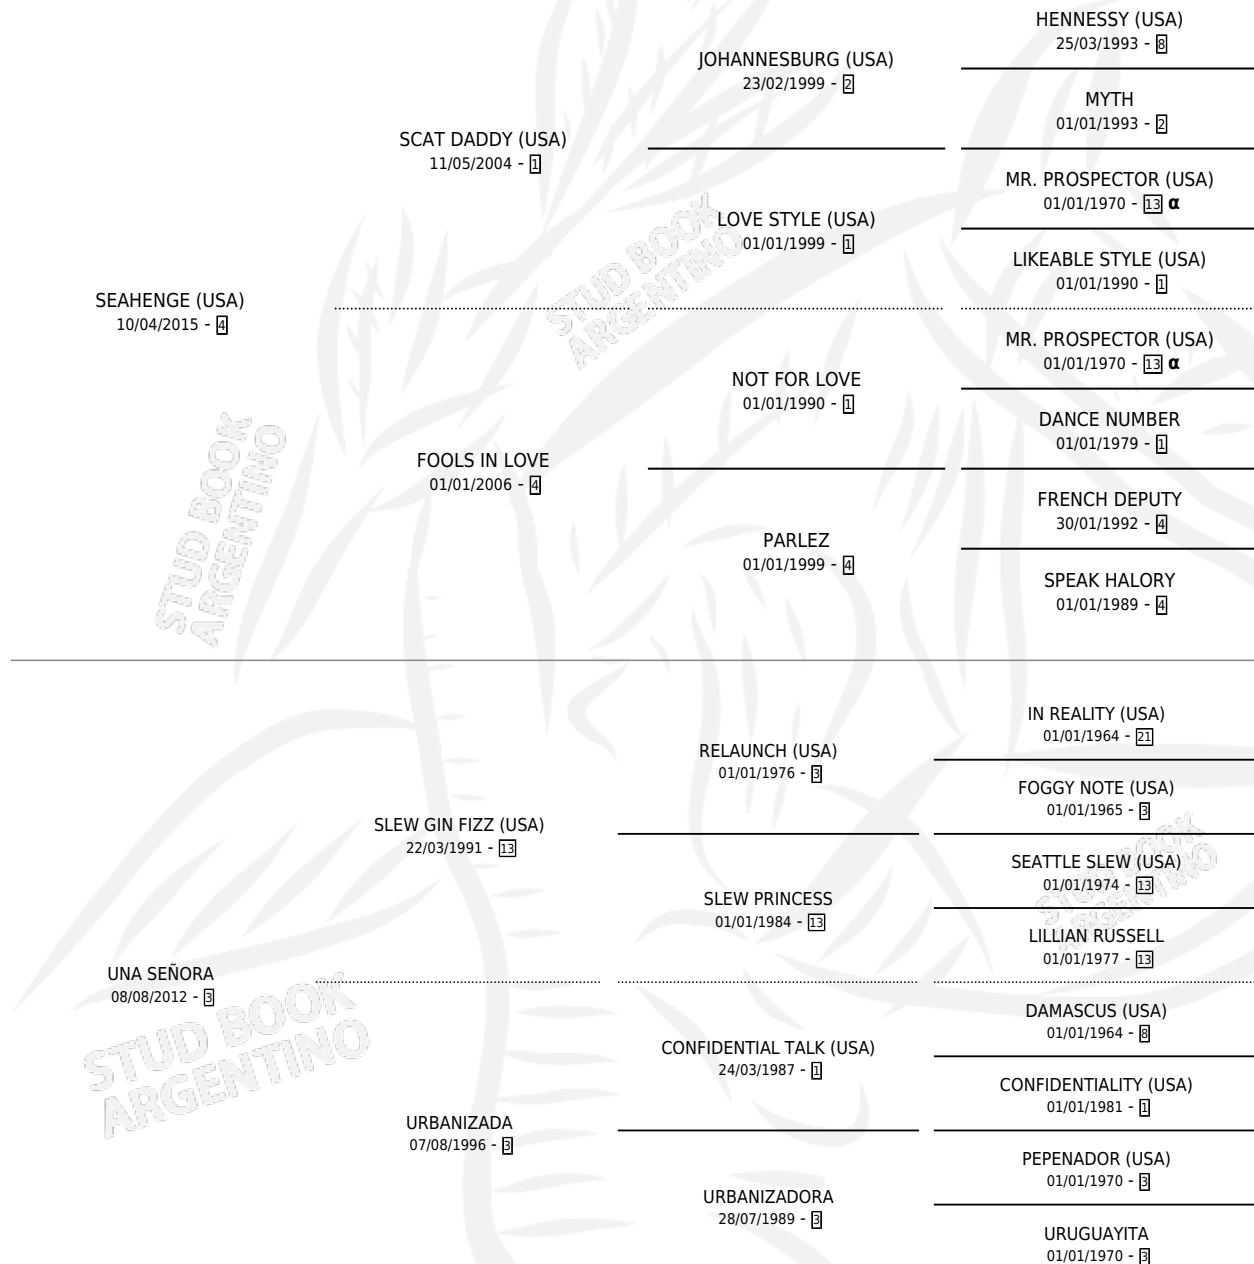 HENNESSY (USA)
25/03/1993 - 8
JOHANNESBURG (USA)
23/02/1999 - 2
MYTH
01/01/1993 - 2
SCAT DADDY (USA)
11/05/2004 - 1
MR. PROSPECTOR (USA)
01/01/1970 - 13 α
LOVE STYLE (USA)
01/01/1999 - 1
LIKEABLE STYLE (USA)
01/01/1990 - 1
SEAHENGE (USA)
10/04/2015 - 4
MR. PROSPECTOR (USA)
01/01/1970 - 13 α
NOT FOR LOVE
01/01/1990 - 1
DANCE NUMBER
01/01/1979 - 1
FOOLS IN LOVE
01/01/2006 - 4
FRENCH DEPUTY
30/01/1992 - 4
PARLEZ
01/01/1999 - 4
SPEAK HALORY
01/01/1989 - 4
STUD BOOK
ARGENTINO
STUD BOOK
ARGENTINO
IN REALITY (USA)
01/01/1964 - 21
RELAUNCH (USA)
01/01/1976 - 3
FOGGY NOTE (USA)
01/01/1965 - 3
SLEW GIN FIZZ (USA)
22/03/1991 - 13
SEATTLE SLEW (USA)
01/01/1974 - 13
SLEW PRINCESS
01/01/1984 - 13
LILLIAN RUSSELL
01/01/1977 - 13
STUD BOOK
ARGENTINO
UNA SEÑORA
08/08/2012 - 3
DAMASCUS (USA)
01/01/1964 - 8
CONFIDENTIAL TALK (USA)
24/03/1987 - 1
CONFIDENTIALITY (USA)
01/01/1981 - 1
URBANIZADA
07/08/1996 - 3
PEPENADOR (USA)
01/01/1970 - 3
URBANIZADORA
28/07/1989 - 3
URUGUAYITA
01/01/1970 - 3
STUD BOOK
ARGENTINO